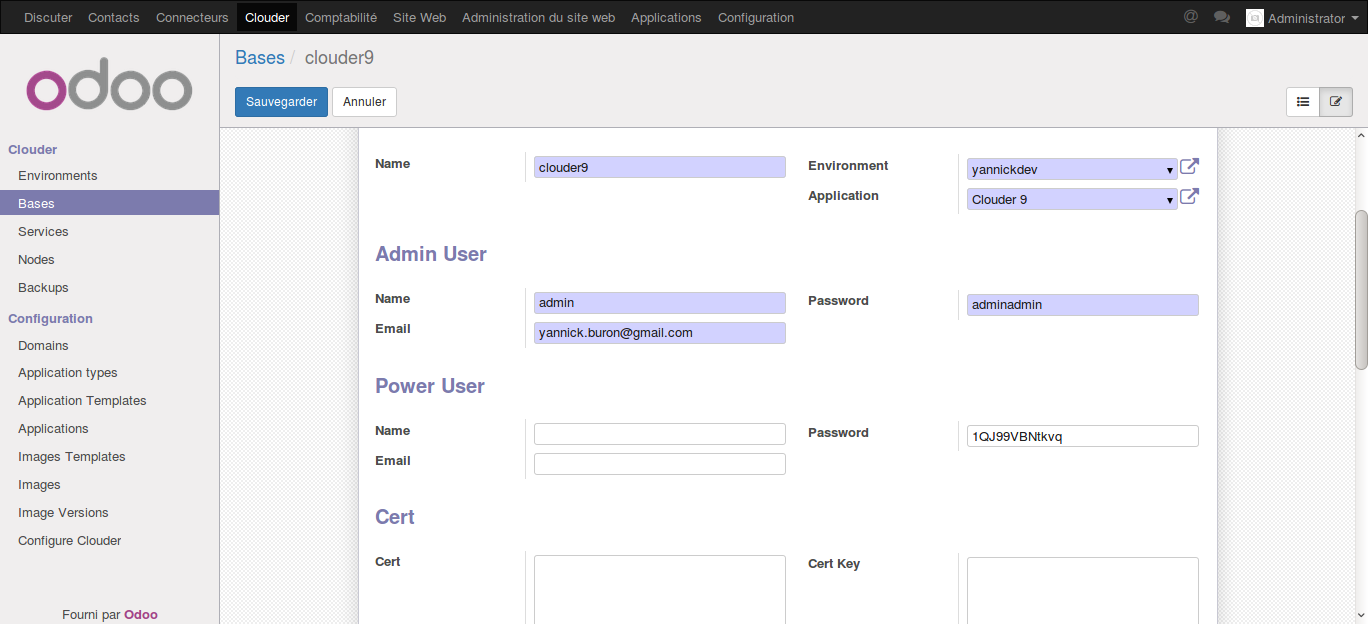 Discuter Contacts Connecteurs Clouder Comptabilité Site Web Administration du site web Applications Configuration @ Administrator
odoo
Clouder
Environments
Bases
Services
Nodes
Backups
Configuration
Domains
Application types
Application Templates
Applications
Images Templates
Images
Image Versions
Configure Clouder
Fourni par Odoo
Bases / clouder9
Sauvegarder Annuler
Name clouder9 Environment yannickdev
Application Clouder 9
Admin User
Name admin Password adminadmin
Email yannick.buron@gmail.com
Power User
Name Password 1QJ99VBNtkvq
Email
Cert
Cert Cert Key